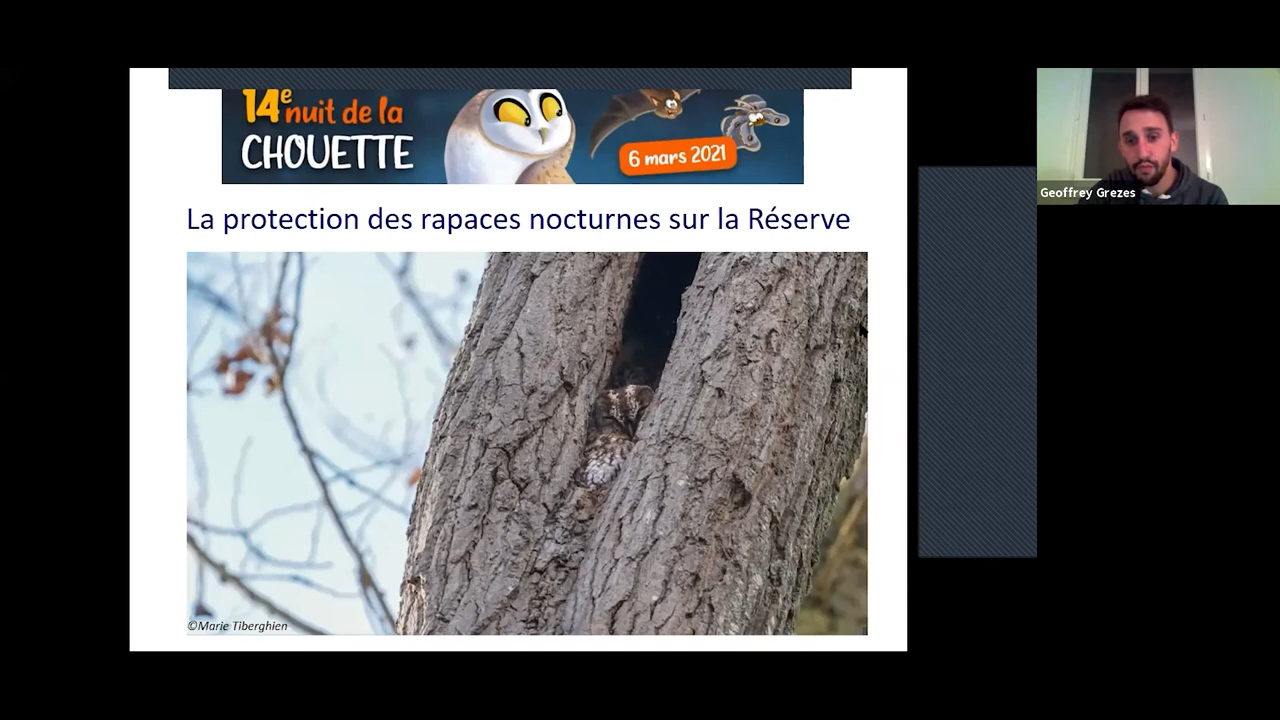 14e nuit de la
CHOUETTE
6 mars 2021
Geoffrey Grezes
La protection des rapaces nocturnes sur la Réserve
©Marie Tiberghien